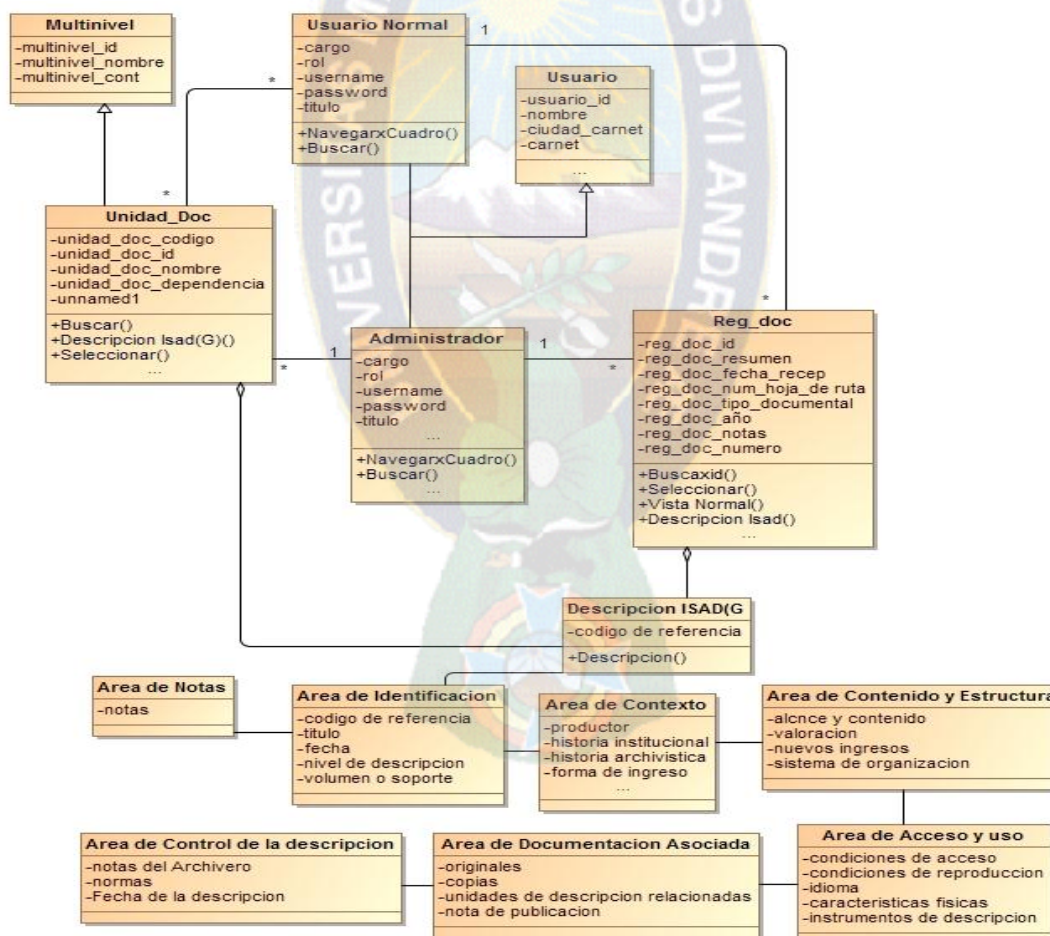 Multinivel
-multinivel_id
-multinivel_nombre
-multinivel_cont
Usuario Normal
-cargo
-rol
-username
-password
-titulo
+NavegarxCuadro()
+Buscar()
1
*
*
Usuario
-usuario_id
-nombre
-ciudad_carnet
-carnet
...
Unidad_Doc
-unidad_doc_codigo
-unidad_doc_id
-unidad_doc_nombre
-unidad_doc_dependencia
-unnamed1
+Buscar()
+Descripcion Isad(G)()
+Seleccionar()
...
1
*
Administrador
-cargo
-rol
-username
-password
-titulo
...
+NavegarxCuadro()
+Buscar()
...
1
*
*
Reg_doc
-reg_doc_id
-reg_doc_resumen
-reg_doc_fecha_recep
-reg_doc_num_hoja_de ruta
-reg_doc_tipo_documental
-reg_doc_año
-reg_doc_notas
-reg_doc_numero
+Buscaxid()
+Seleccionar()
+Vista Normal()
+Descripcion Isad()
...
Descripcion ISAD(G
-codigo de referencia
+Descripcion()
Area de Notas
-notas
Area de Identificacion
-codigo de referencia
-titulo
-fecha
-nivel de descripcion
-volumen o soporte
Area de Contexto
-productor
-historia institucional
-historia archivistica
-forma de ingreso
...
Area de Contenido y Estructura
-alcnce y contenido
-valoracion
-nuevos ingresos
-sistema de organizacion
Area de Control de la descripcion
-notas del Archivero
-normas
-Fecha de la descripcion
Area de Documentacion Asociada
-originales
-copias
-unidades de descripcion relacionadas
-nota de publicacion
Area de Acceso y uso
-condiciones de acceso
-condiciones de reproduccion
-idioma
-caracteristicas fisicas
-instrumentos de descripcion
DIVI ANDR